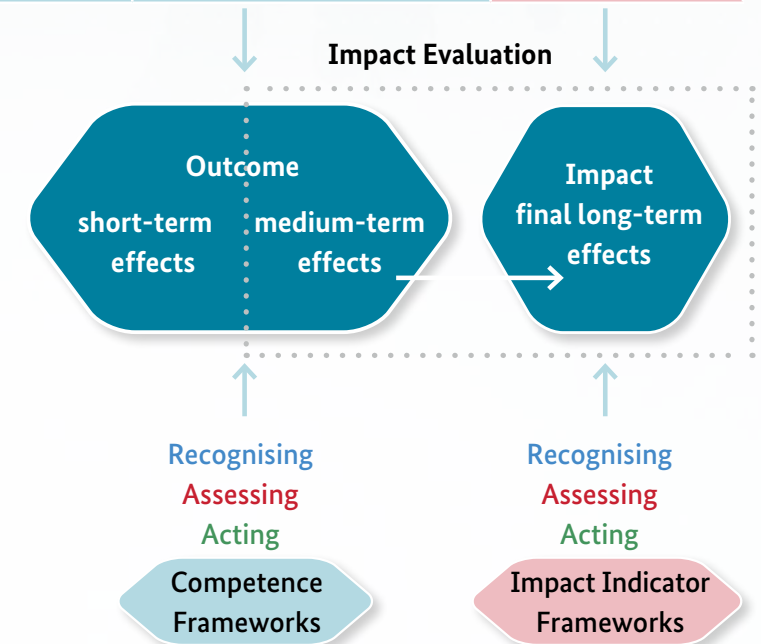 Impact Evaluation
Outcome
short-term
effects
medium-term
effects
Impact
final long-term
effects
Recognising
Assessing
Acting
Competence
Frameworks
Recognising
Assessing
Acting
Impact Indicator
Frameworks